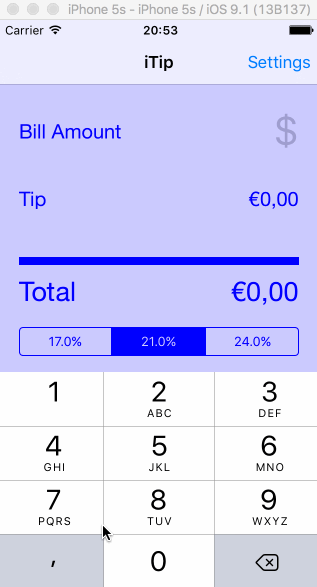 iPhone 5s - iPhone 5s / iOS 9.1 (13B137)
Carrier 20:53
iTip Settings
Bill Amount $
Tip €0,00
Total €0,00
17.0% 21.0% 24.0%
1 2 3
ABC DEF
4 5 6
GHI JKL MNO
7 8 9
PQRS TUV WXYZ
, 0